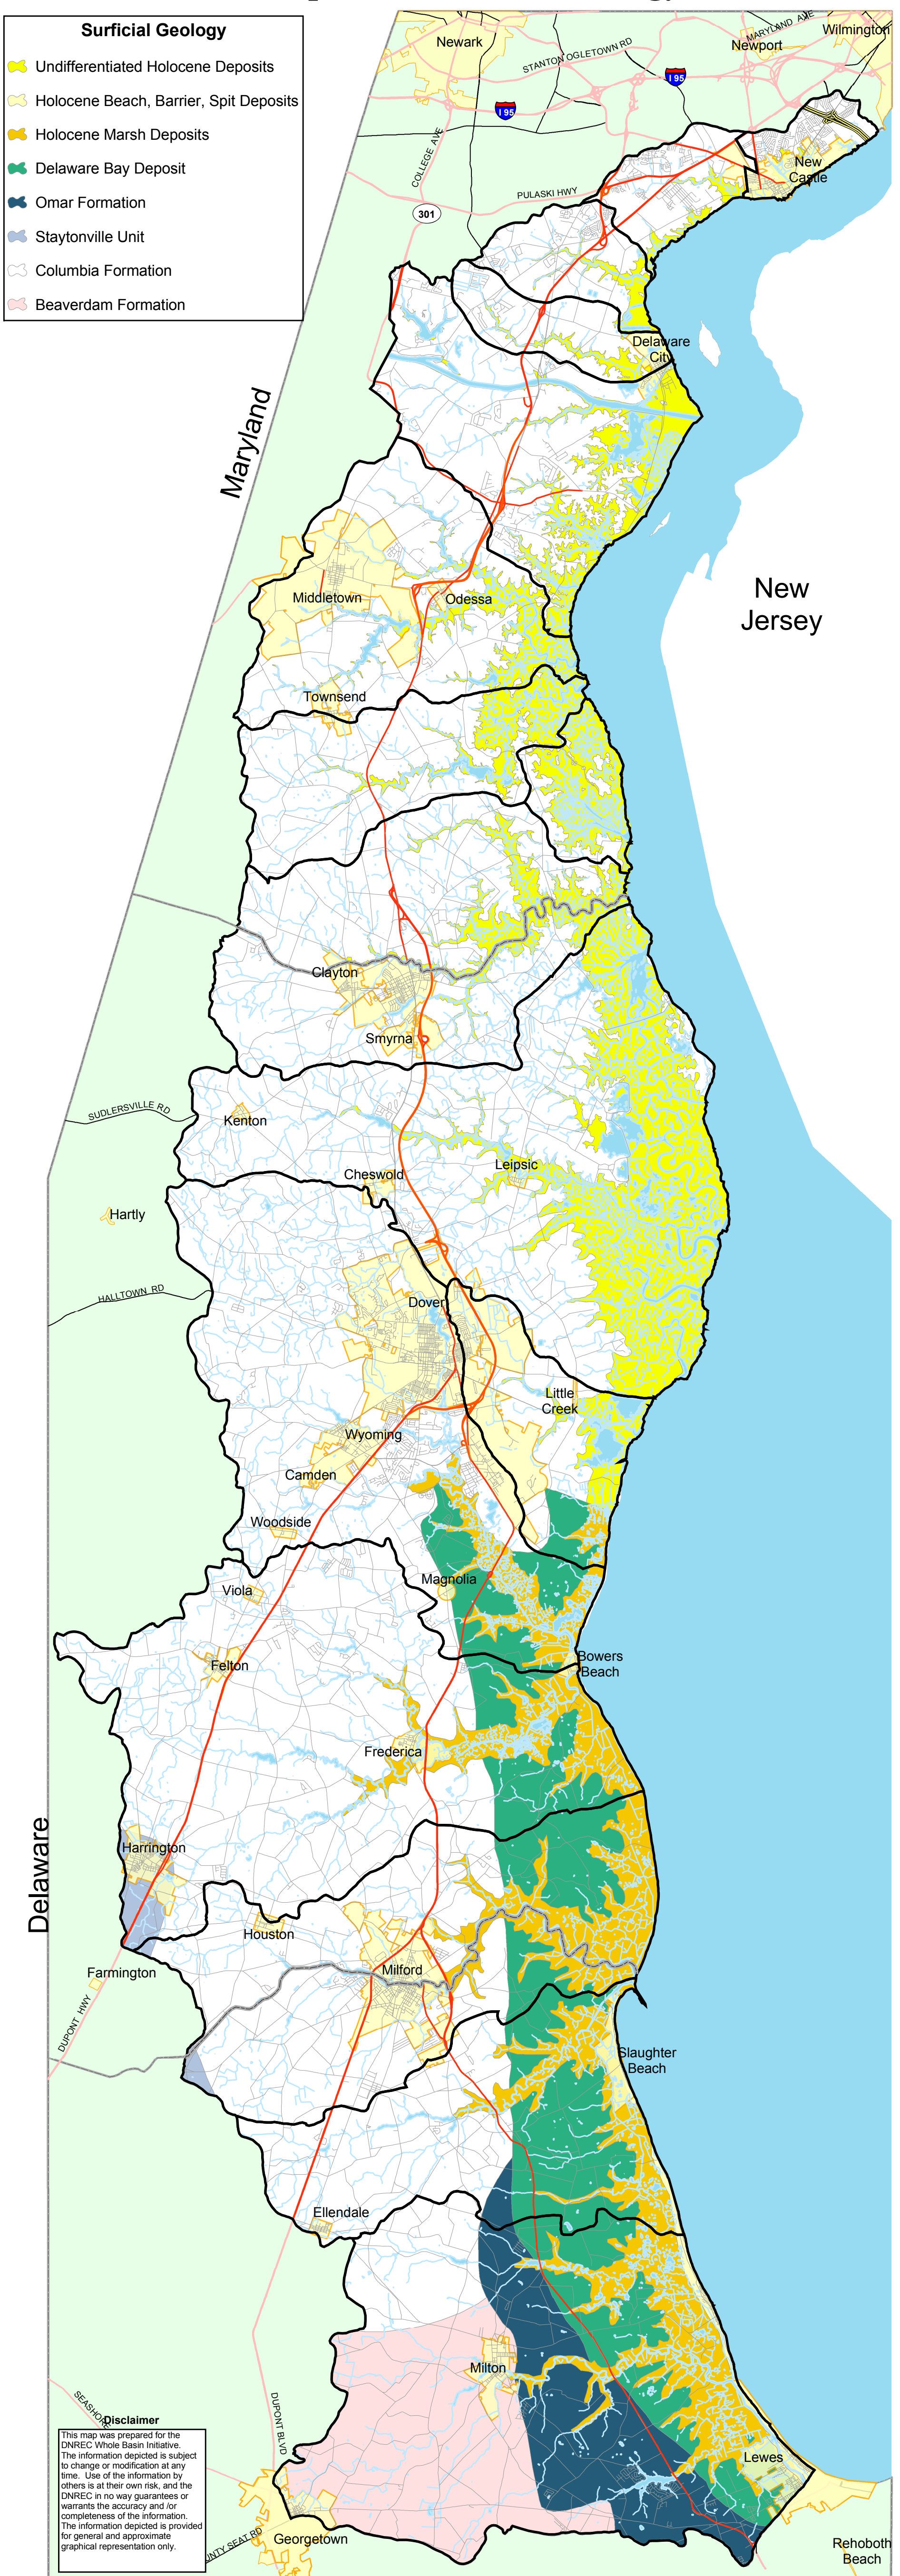 Surficial Geology
Undifferentiated Holocene Deposits
Holocene Beach, Barrier, Spit Deposits
Holocene Marsh Deposits
Delaware Bay Deposit
Omar Formation
Staytonville Unit
Columbia Formation
Beaverdam Formation
Newark
STANTON OGLETOWN RD
MARYLAND AVE
Newport
Wilmington
I 95
I 95
COLLEGE AVE
New
Castle
PULASKI HWY
301
Delaware
City
Maryland
New
Jersey
Middletown
Odessa
Townsend
Clayton
Smyrna
SUDLERSVILLE RD
Kenton
Leipsic
Cheswold
Hartly
HALLTOWN RD
Dover
Little
Creek
Wyoming
Camden
Woodside
Magnolia
Viola
Bowers
Beach
Felton
Frederica
Delaware
Harrington
Houston
Milford
Farmington
DUPONT HWY
Slaughter
Beach
Ellendale
Milton
DUPONT BLVD
SEASHORE
Lewes
Georgetown
UNTY SEAT RD
Rehoboth
Beach
Disclaimer
This map was prepared for the
DNREC Whole Basin Initiative.
The information depicted is subject
to change or modification at any
time. Use of the information by
others is at their own risk, and the
DNREC in no way guarantees or
warrants the accuracy and /or
completeness of the information.
The information depicted is provided
for general and approximate
graphical representation only.